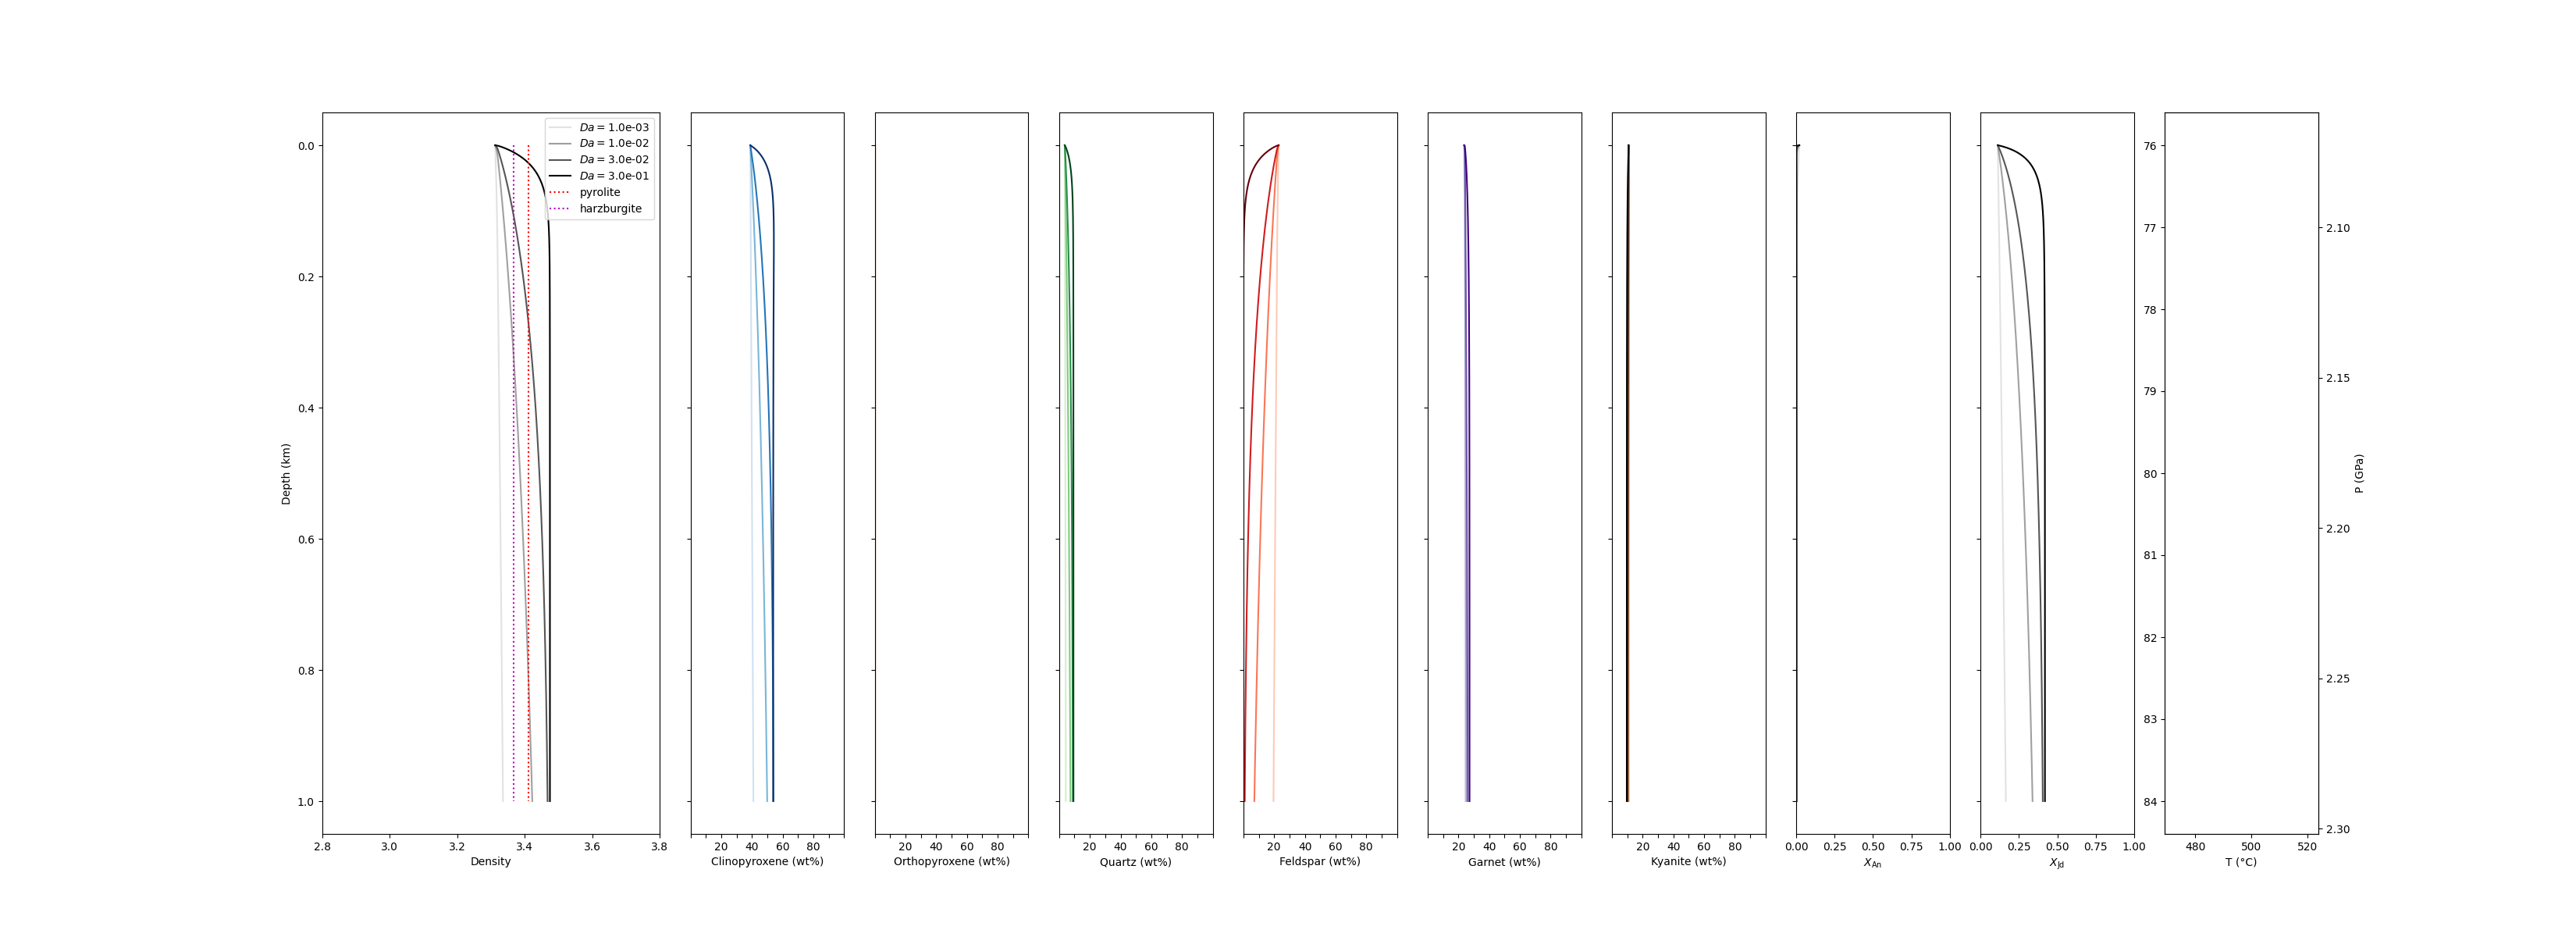 Da = 1.0e-03
Da = 1.0e-02
Da = 3.0e-02
Da = 3.0e-01
pyrolite
harzburgite
Depth (km)
0.0
0.2
0.4
0.6
0.8
1.0
2.8 3.0 3.2 3.4 3.6 3.8
Density
20 40 60 80
Clinopyroxene (wt%)
20 40 60 80
Orthopyroxene (wt%)
20 40 60 80
Quartz (wt%)
20 40 60 80
Feldspar (wt%)
20 40 60 80
Garnet (wt%)
20 40 60 80
Kyanite (wt%)
0.00 0.25 0.50 0.75 1.00
XAn
0.00 0.25 0.50 0.75 1.00
XJd
76
77
78
79
80
81
82
83
84
480 500 520
T (°C)
2.10
2.15
2.20
2.25
2.30
P (GPa)